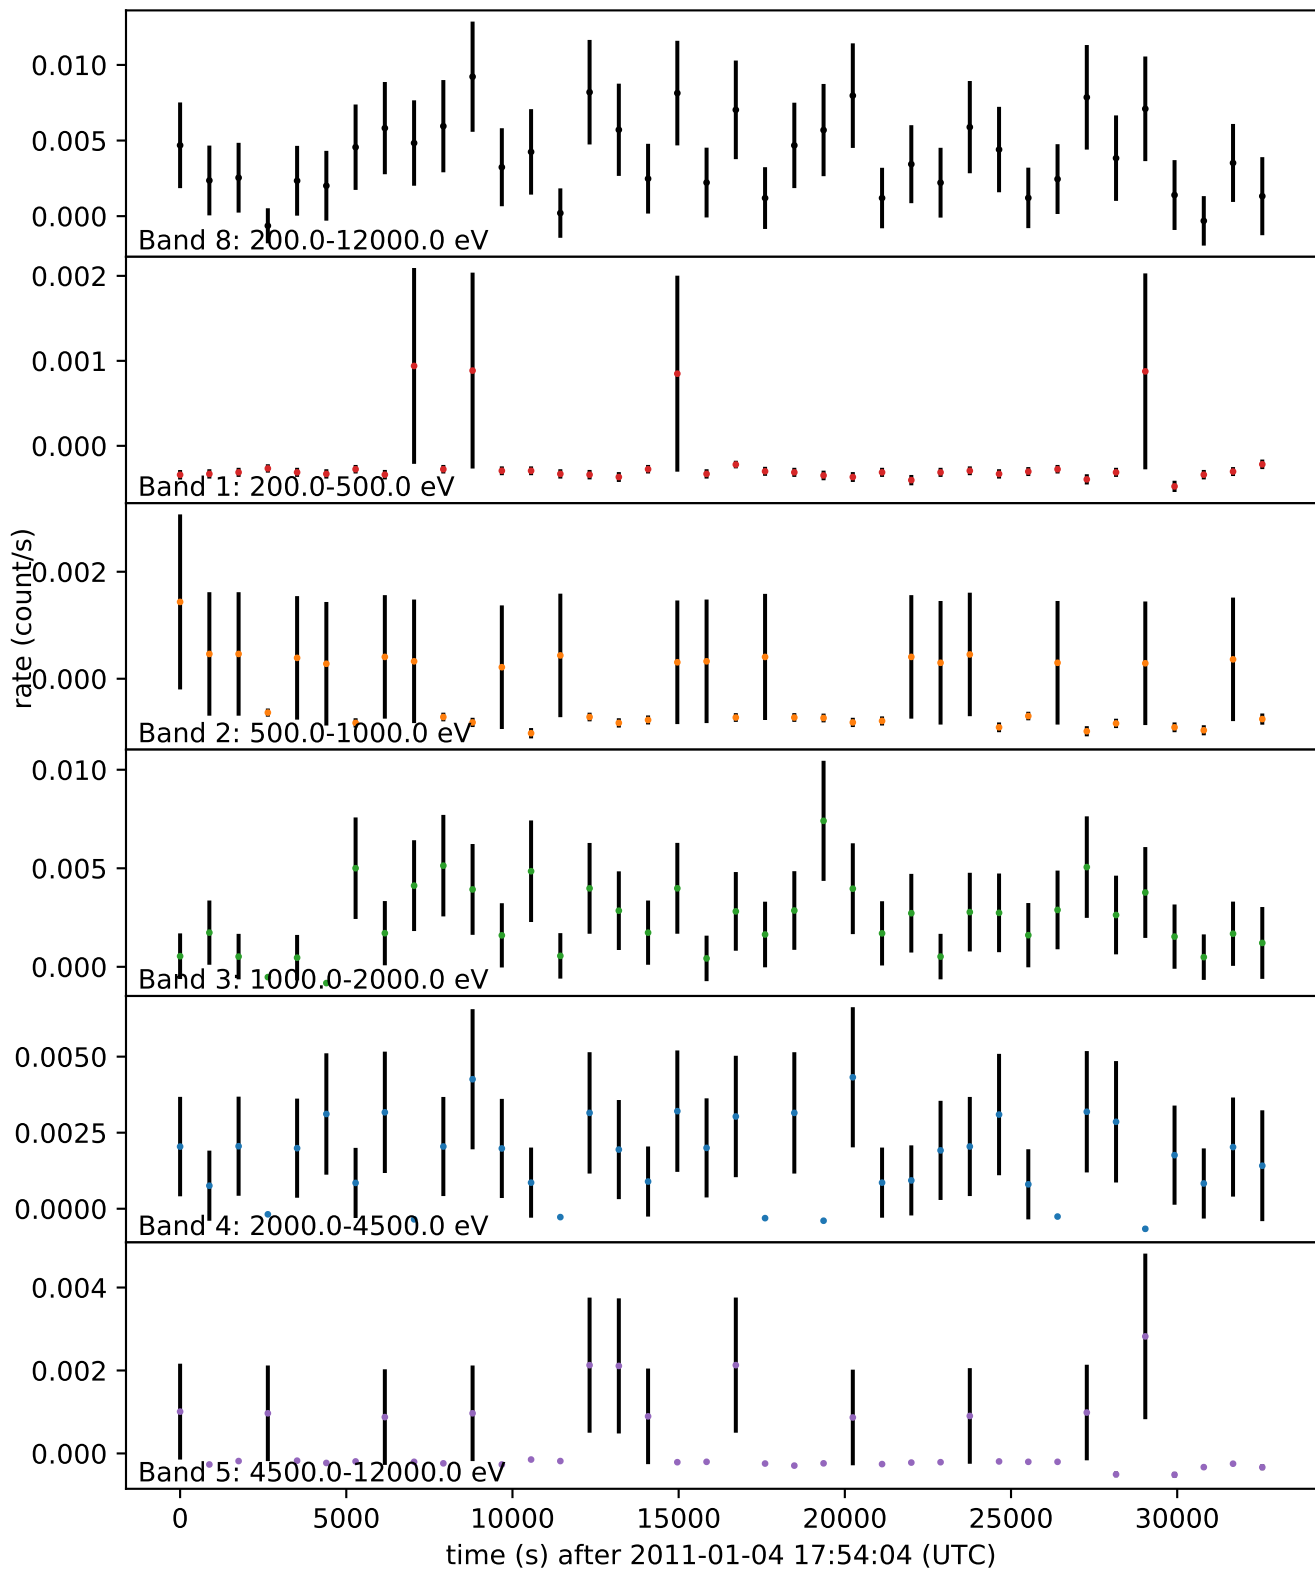 0.010
0.005
0.000
Band 8: 200.0-12000.0 eV
0.002
0.001
0.000
Band 1: 200.0-500.0 eV
rate (count/s)
0.002
0.000
Band 2: 500.0-1000.0 eV
0.010
0.005
0.000
Band 3: 1000.0-2000.0 eV
0.0050
0.0025
0.0000
Band 4: 2000.0-4500.0 eV
0.004
0.002
0.000
Band 5: 4500.0-12000.0 eV
0 5000 10000 15000 20000 25000 30000
time (s) after 2011-01-04 17:54:04 (UTC)